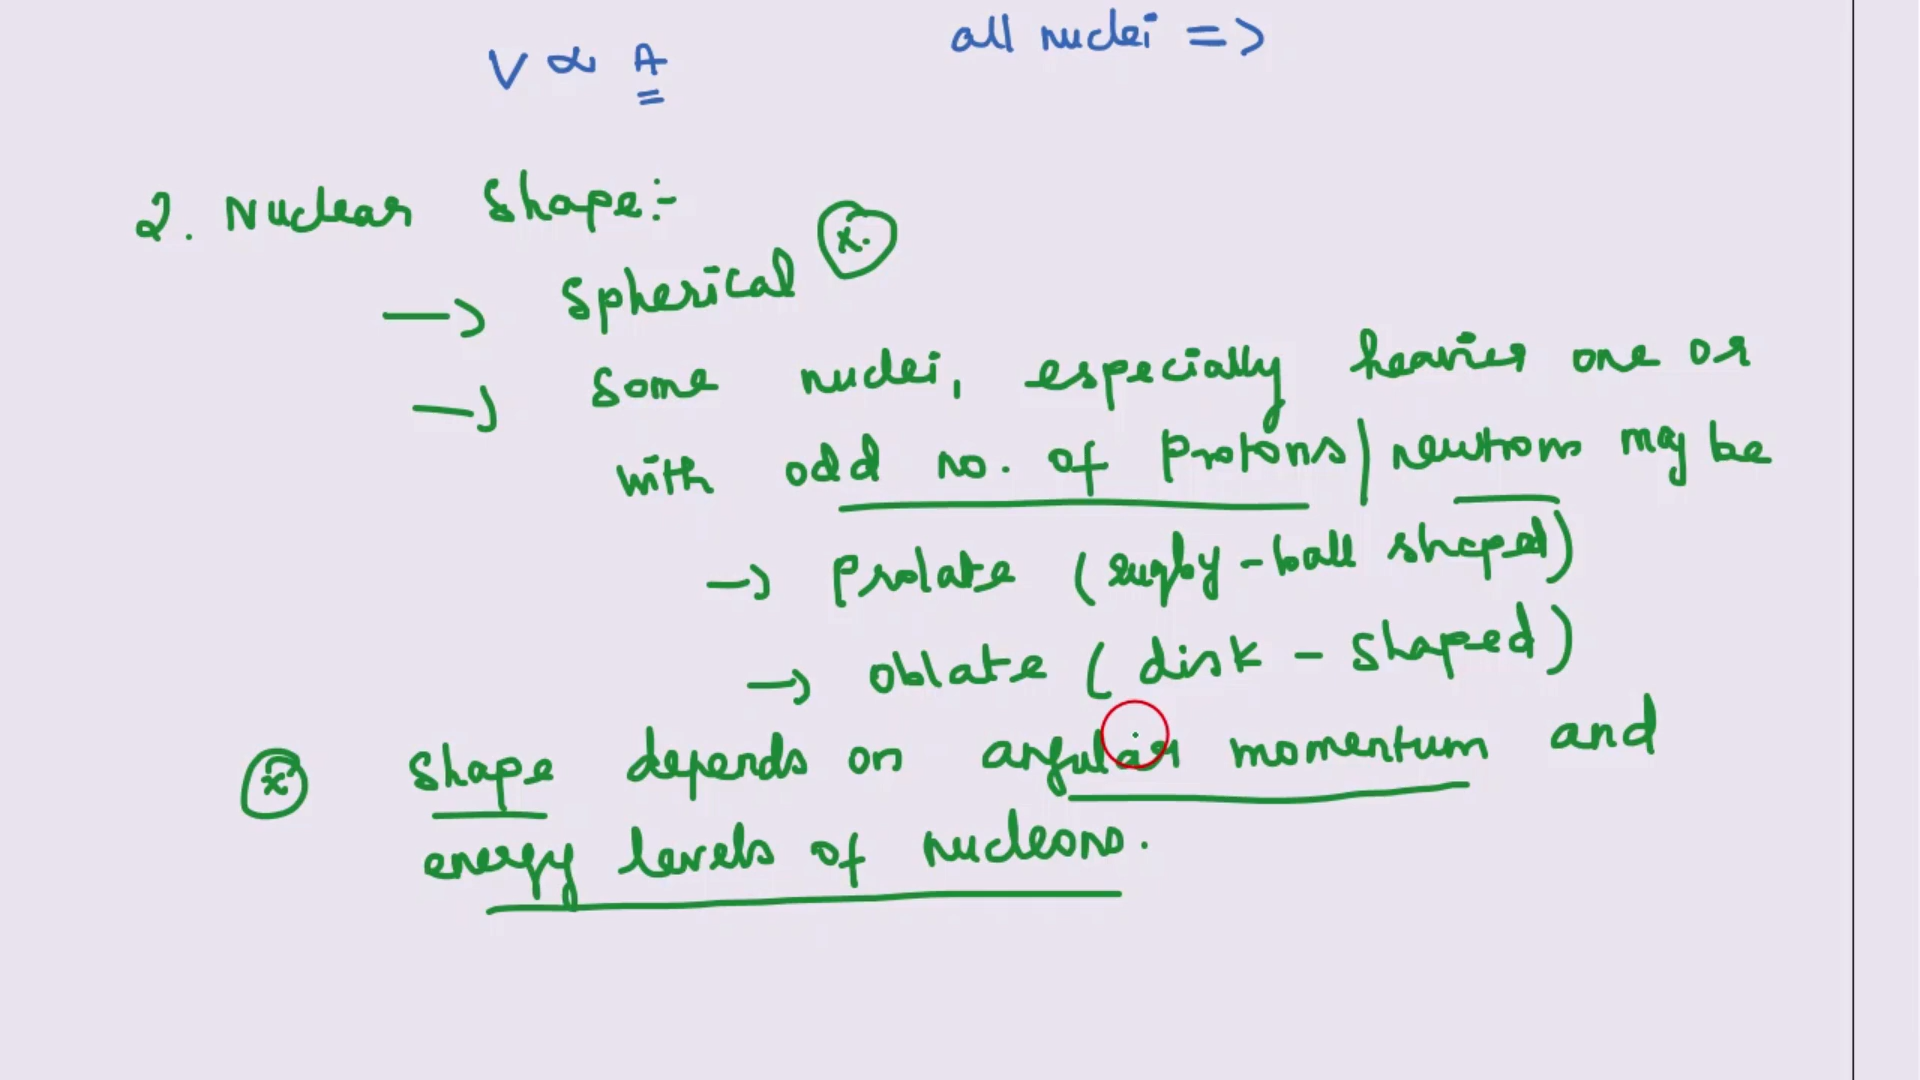 V ∝ A
all nuclei =>
2. Nuclear Shape:-
→ Spherical (x.)
→ Some nuclei, especially heavier one or
with odd no. of Protons | neutrons may be
→ Prolate (rugby-ball shaped)
→ oblate (disk - shaped)
(x) Shape depends on angular momentum and
energy levels of nucleons.